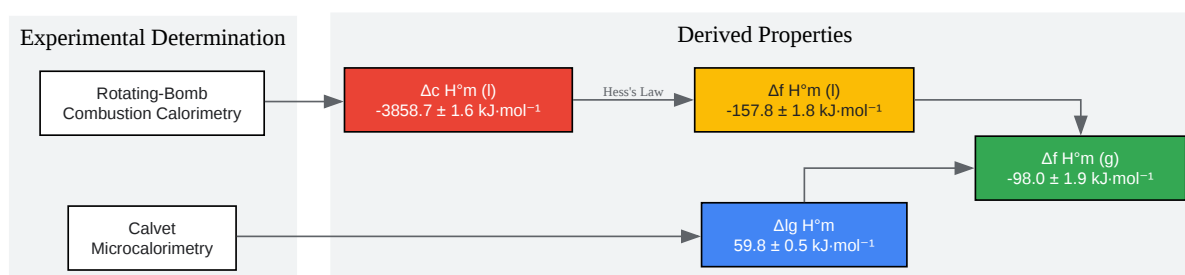 Experimental Determination
Derived Properties
Rotating-Bomb
Combustion Calorimetry
Δc H°m (l)
-3858.7 ± 1.6 kJ·mol⁻¹
Hess's Law
Δf H°m (l)
-157.8 ± 1.8 kJ·mol⁻¹
Δf H°m (g)
-98.0 ± 1.9 kJ·mol⁻¹
Calvet
Microcalorimetry
Δlg H°m
59.8 ± 0.5 kJ·mol⁻¹